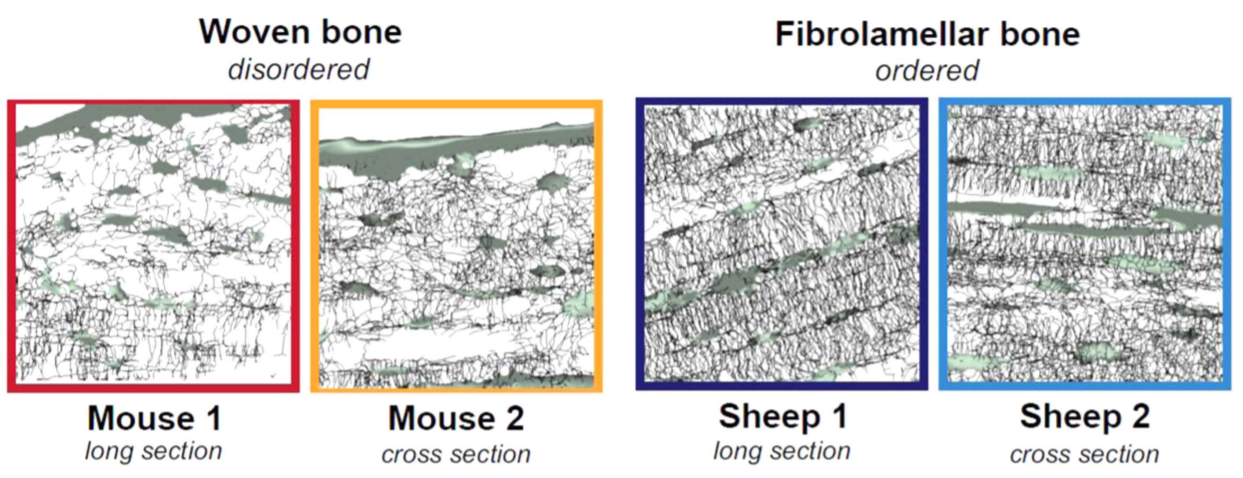 Woven bone
disordered
Fibrolamellar bone
ordered
Mouse 1
long section
Mouse 2
cross section
Sheep 1
long section
Sheep 2
cross section